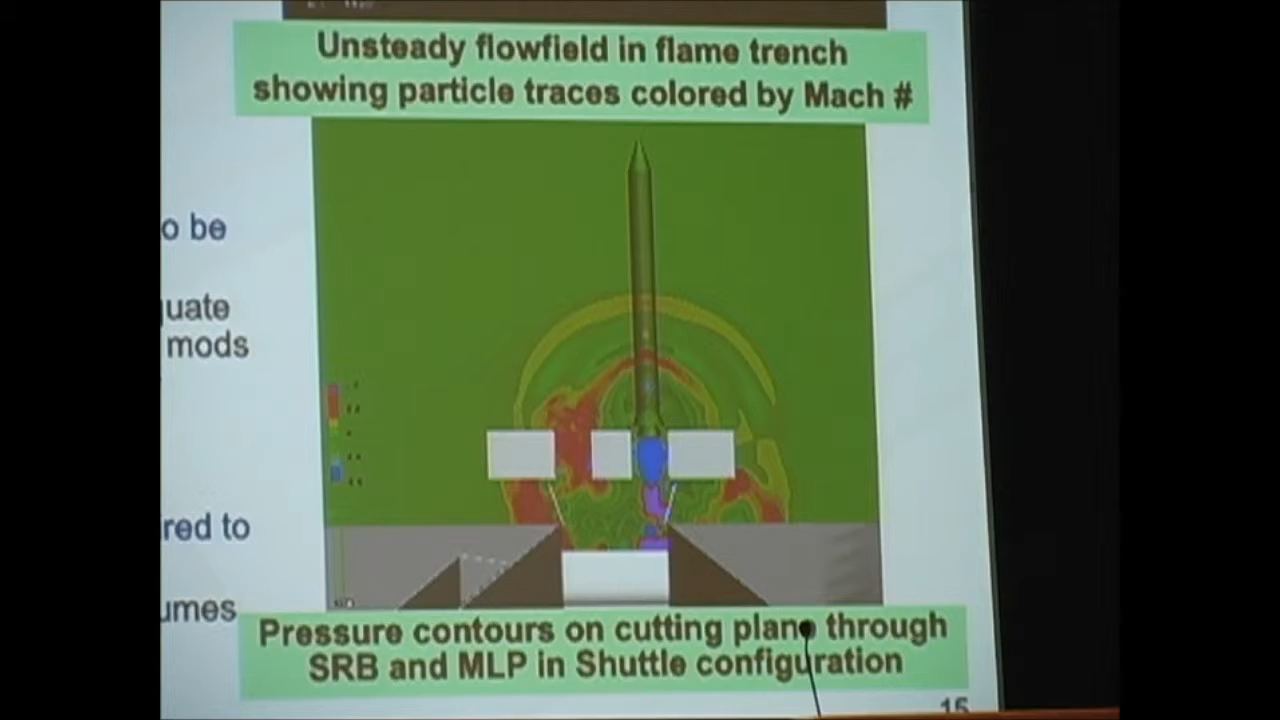 Unsteady flowfield in flame trench
showing particle traces colored by Mach #
o be
uate
mods
red to
umes
Pressure contours on cutting plane through
SRB and MLP in Shuttle configuration
15